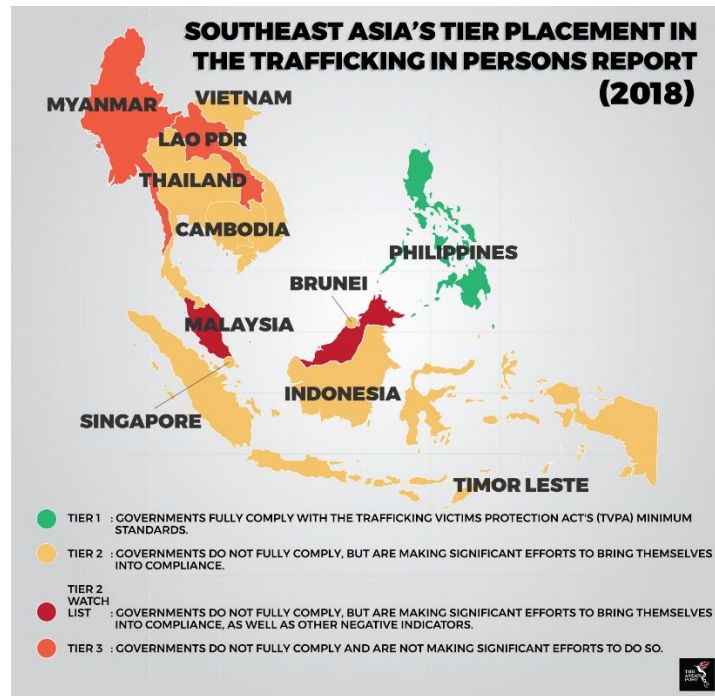 SOUTHEAST ASIA'S TIER PLACEMENT IN
THE TRAFFICKING IN PERSONS REPORT
(2018)
MYANMAR
VIETNAM
LAO PDR
THAILAND
CAMBODIA
PHILIPPINES
BRUNEI
MALAYSIA
INDONESIA
SINGAPORE
TIMOR LESTE
TIER 1 : GOVERNMENTS FULLY COMPLY WITH THE TRAFFICKING VICTIMS PROTECTION ACT'S (TVPA) MINIMUM
STANDARDS.
TIER 2 : GOVERNMENTS DO NOT FULLY COMPLY, BUT ARE MAKING SIGNIFICANT EFFORTS TO BRING THEMSELVES
INTO COMPLIANCE.
TIER 2
WATCH
LIST : GOVERNMENTS DO NOT FULLY COMPLY, BUT ARE MAKING SIGNIFICANT EFFORTS TO BRING THEMSELVES
INTO COMPLIANCE, AS WELL AS OTHER NEGATIVE INDICATORS.
TIER 3 : GOVERNMENTS DO NOT FULLY COMPLY AND ARE NOT MAKING SIGNIFICANT EFFORTS TO DO SO.
THE
ASEAN
POST